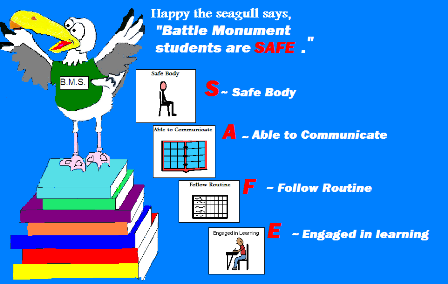 Happy the seagull says,
"Battle Monument
students are SAFE ."
B.M.S.
Safe Body
S ~ Safe Body
Able to Communicate
A ~ Able to Communicate
Follow Routine
F ~ Follow Routine
Engaged in Learning
E ~ Engaged in learning